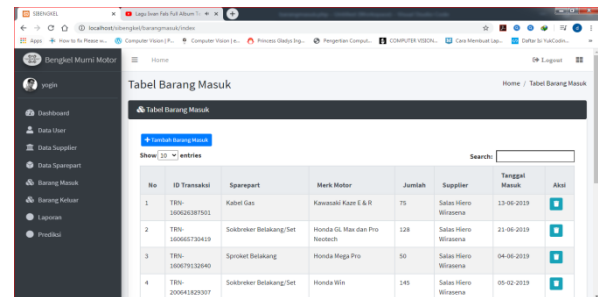 SIBENGKEL
Lagu Iwan Fals Full Album Tu
localhost/sibengkel/barangmasuk/index
Apps
How to fix Please w...
Computer Vision | P...
Computer Vision | e...
Princess Gladys Ing...
Pengertian Comput...
COMPUTER VISION...
Cara Membuat Lap...
Daftar Isi YukCodin...
Bengkel Murni Motor
Home
Logout
yogin
Tabel Barang Masuk
Home / Tabel Barang Masuk
Dashboard
Data User
Data Supplier
Data Sparepart
Barang Masuk
Barang Keluar
Laporan
Prediksi
Tabel Barang Masuk
+Tambah Barang Masuk
Show 10 entries
Search:
No ID Transaksi Sparepart Merk Motor Jumlah Supplier Tanggal Masuk Aksi
1 TRN-160626387501 Kabel Gas Kawasaki Kaze E & R 75 Salas Hiero Wirasena 13-06-2019
2 TRN-160665730419 Sokbreker Belakang/Set Honda GL Max dan Pro Neotech 128 Salas Hiero Wirasena 21-06-2019
3 TRN-160679132640 Sproket Belakang Honda Mega Pro 50 Salas Hiero Wirasena 04-06-2019
4 TRN-200641829307 Sokbreker Belakang/Set Honda Win 145 Salas Hiero Wirasena 05-02-2019